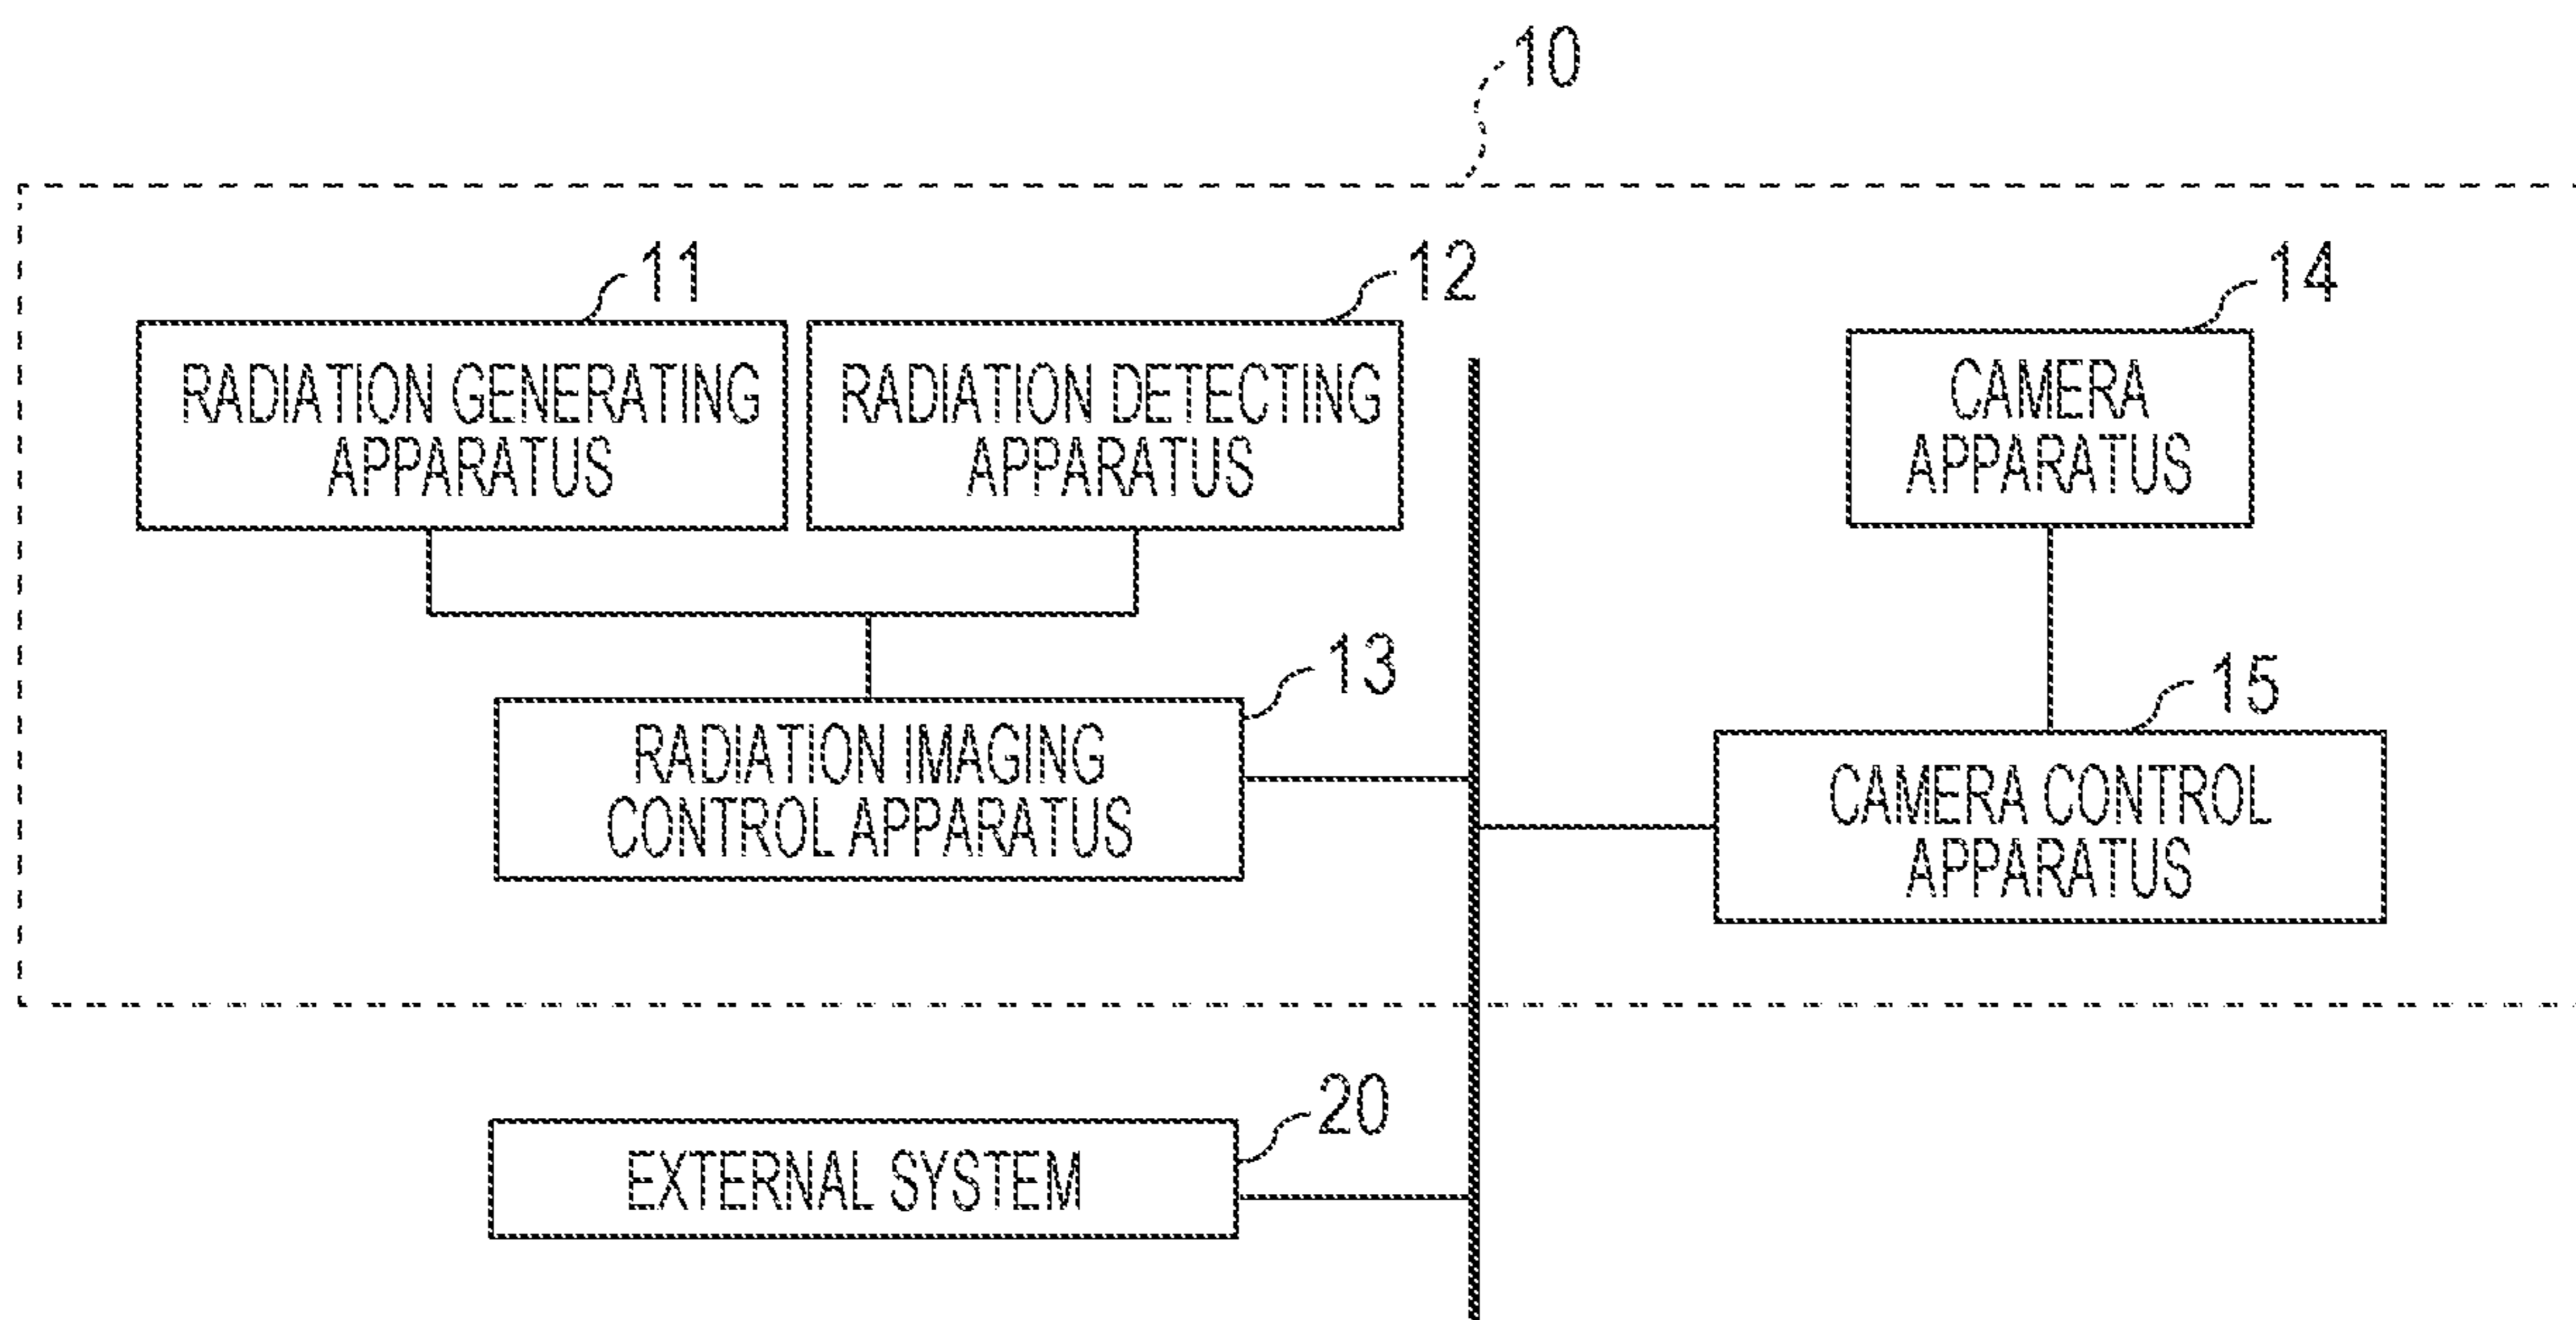 10
11
12
14
RADIATION GENERATING
APPARATUS
RADIATION DETECTING
APPARATUS
CAMERA
APPARATUS
13
15
RADIATION IMAGING
CONTROL APPARATUS
CAMERA CONTROL
APPARATUS
20
EXTERNAL SYSTEM